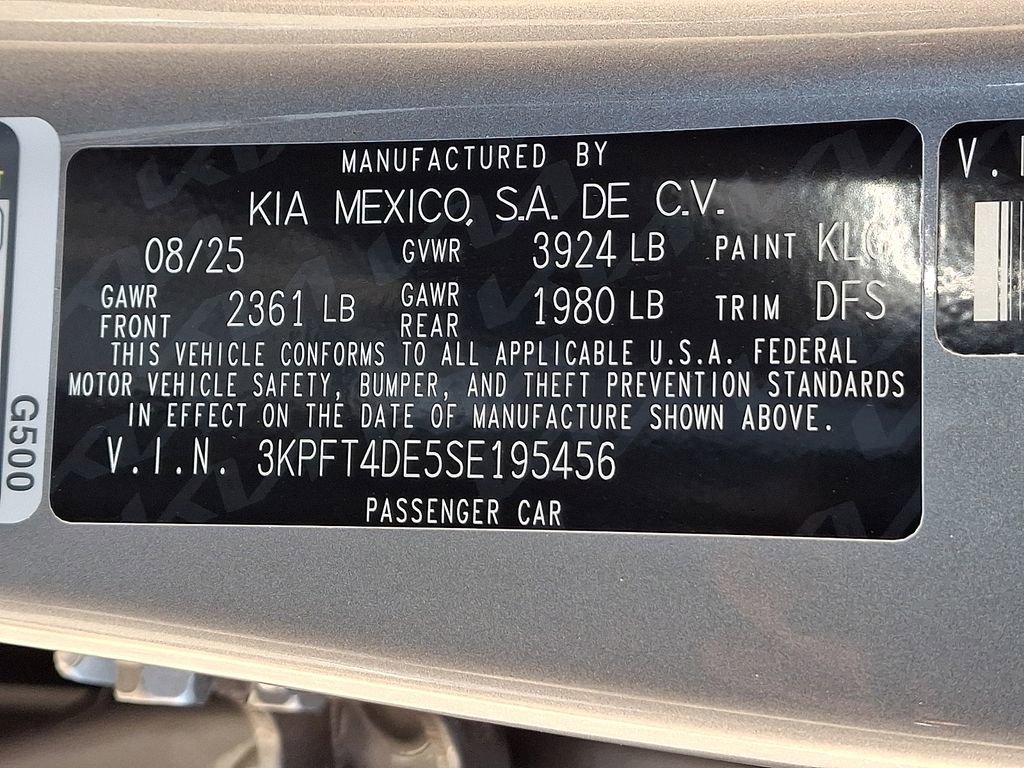 MANUFACTURED BY
KIA MEXICO, S.A. DE C.V.
08/25 GVWR 3924 LB PAINT KLG
GAWR FRONT 2361 LB GAWR REAR 1980 LB TRIM DFS
THIS VEHICLE CONFORMS TO ALL APPLICABLE U.S.A. FEDERAL
MOTOR VEHICLE SAFETY, BUMPER, AND THEFT PREVENTION STANDARDS
IN EFFECT ON THE DATE OF MANUFACTURE SHOWN ABOVE.
V.I.N. 3KPFT4DE5SE195456
PASSENGER CAR
G500
V.